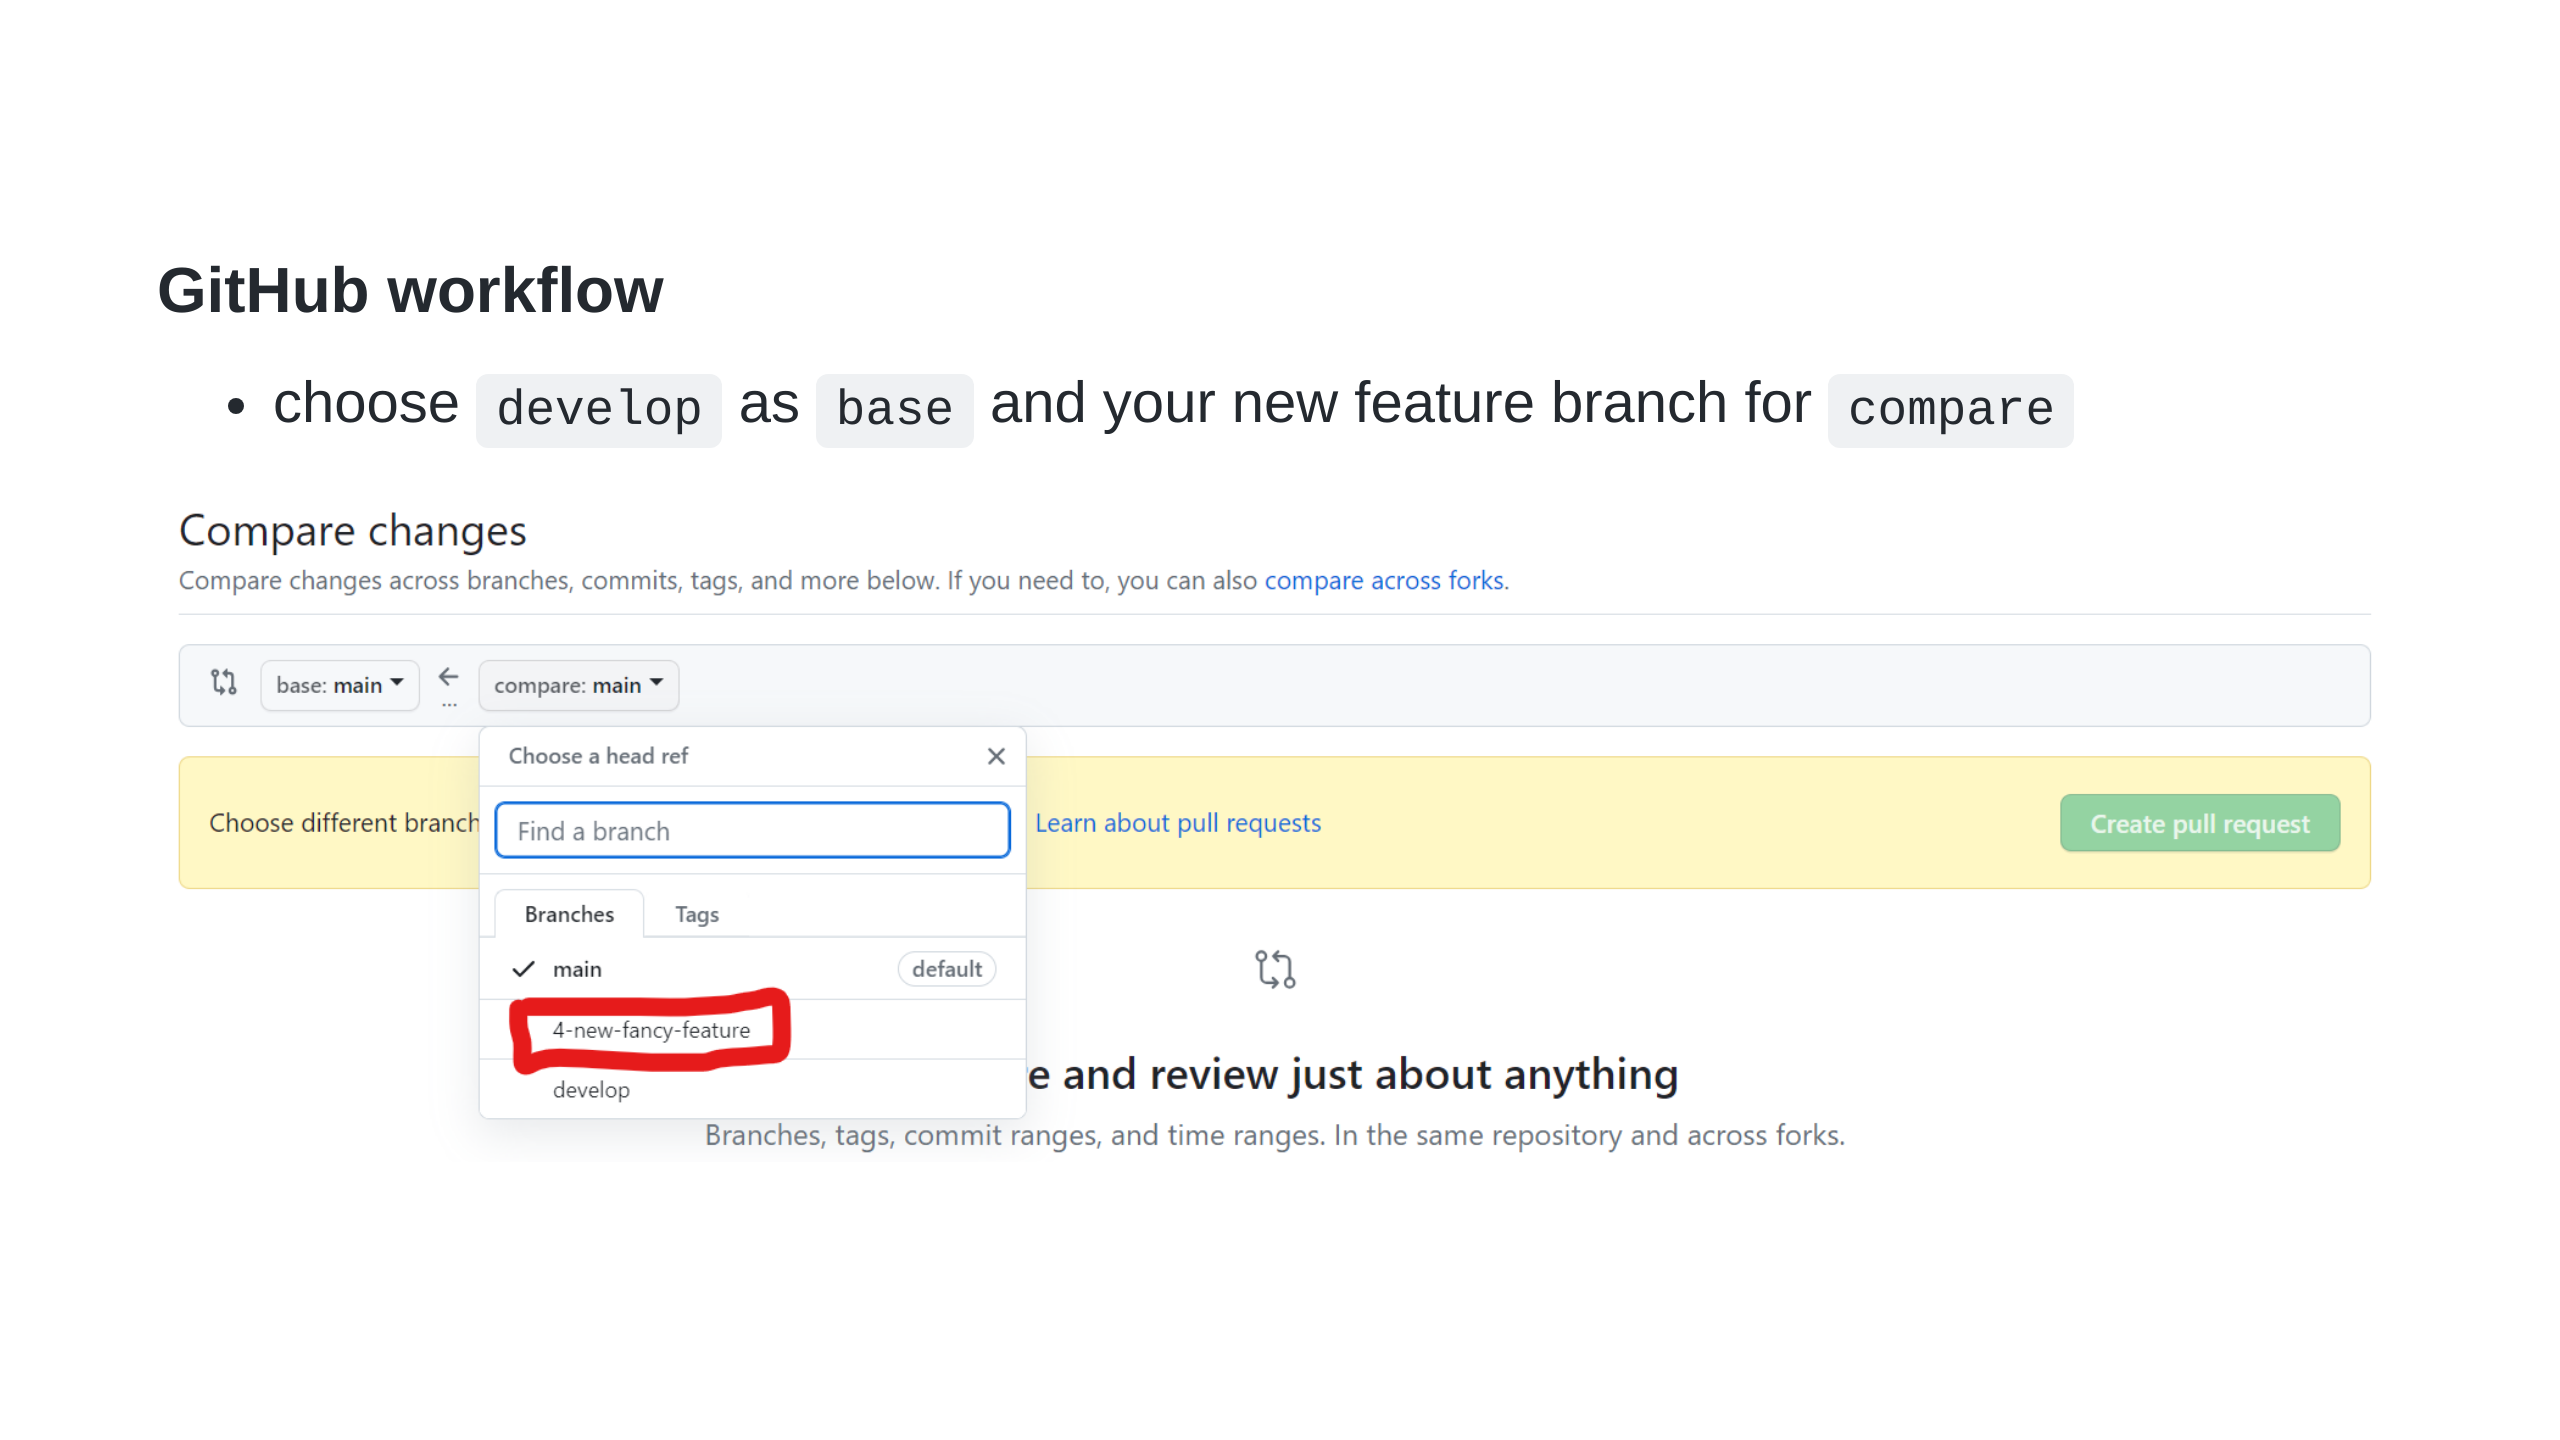 GitHub workflow
• choose develop as base and your new feature branch for compare
Compare changes
Compare changes across branches, commits, tags, and more below. If you need to, you can also compare across forks.
base: main ← ... compare: main
Choose a head ref
Choose different branch Learn about pull requests Create pull request
Find a branch
Branches Tags
main default
4-new-fancy-feature
e and review just about anything
develop
Branches, tags, commit ranges, and time ranges. In the same repository and across forks.